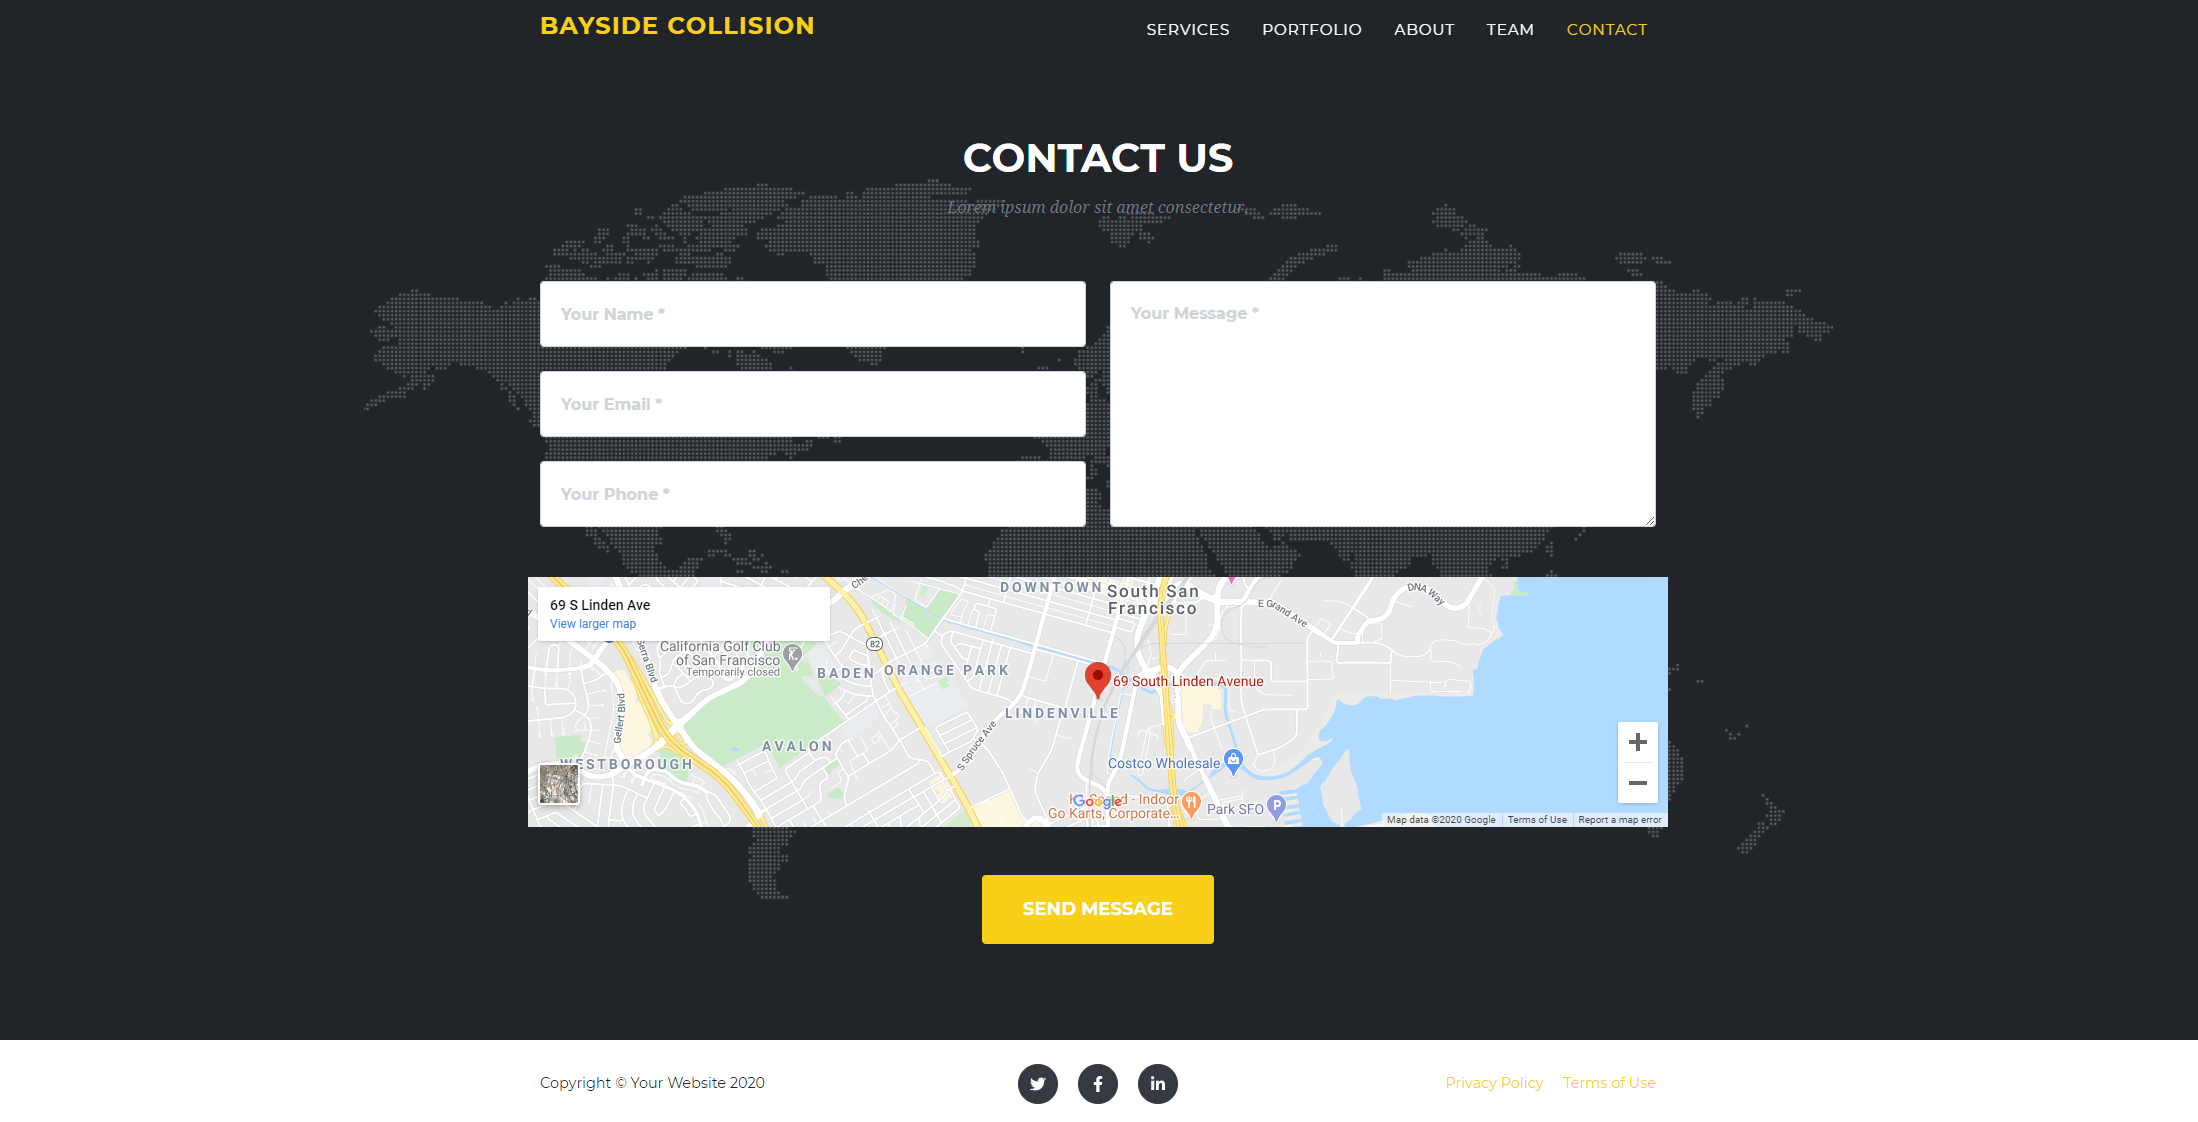 BAYSIDE COLLISION
SERVICES PORTFOLIO ABOUT TEAM CONTACT
CONTACT US
Lorem ipsum dolor sit amet consectetur.
Your Name *
Your Message *
Your Email *
Your Phone *
69 S Linden Ave
View larger map
DOWNTOWN
South San
Francisco
E Grand Ave
DNA Way
82
California Golf Club
of San Francisco
Temporarily closed
BADEN
ORANGE PARK
69 South Linden Avenue
LINDENVILLE
Gellert Blvd
AVALON
S Spruce Ave
WESTBOROUGH
Costco Wholesale
Google
- Indoor
Go Karts, Corporate...
Park SFO
P
Map data ©2020 Google
Terms of Use
Report a map error
SEND MESSAGE
Copyright © Your Website 2020
Privacy Policy
Terms of Use